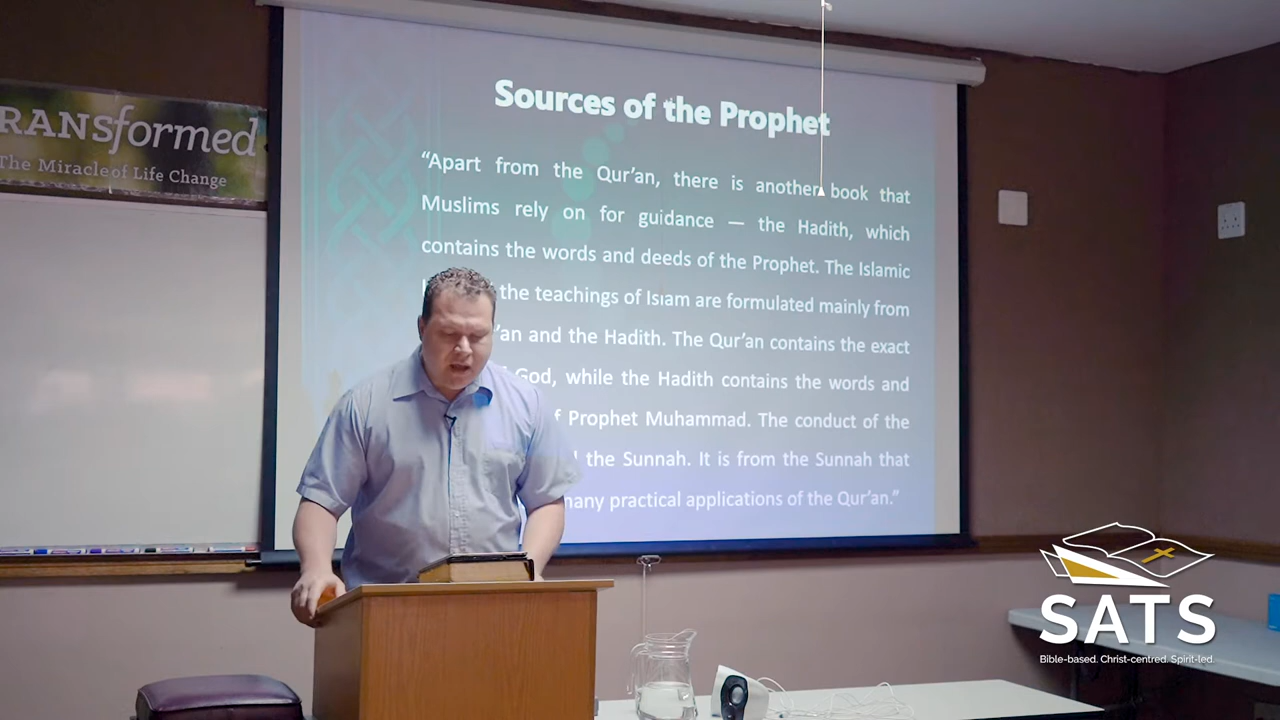 RANsformed
The Miracle of Life Change
Sources of the Prophet
“Apart from the Qur’an, there is another book that
Muslims rely on for guidance — the Hadith, which
contains the words and deeds of the Prophet. The Islamic
the teachings of Islam are formulated mainly from
’an and the Hadith. The Qur’an contains the exact
God, while the Hadith contains the words and
f Prophet Muhammad. The conduct of the
the Sunnah. It is from the Sunnah that
many practical applications of the Qur’an.”
SATS
Bible-based. Christ-centred. Spirit-led.